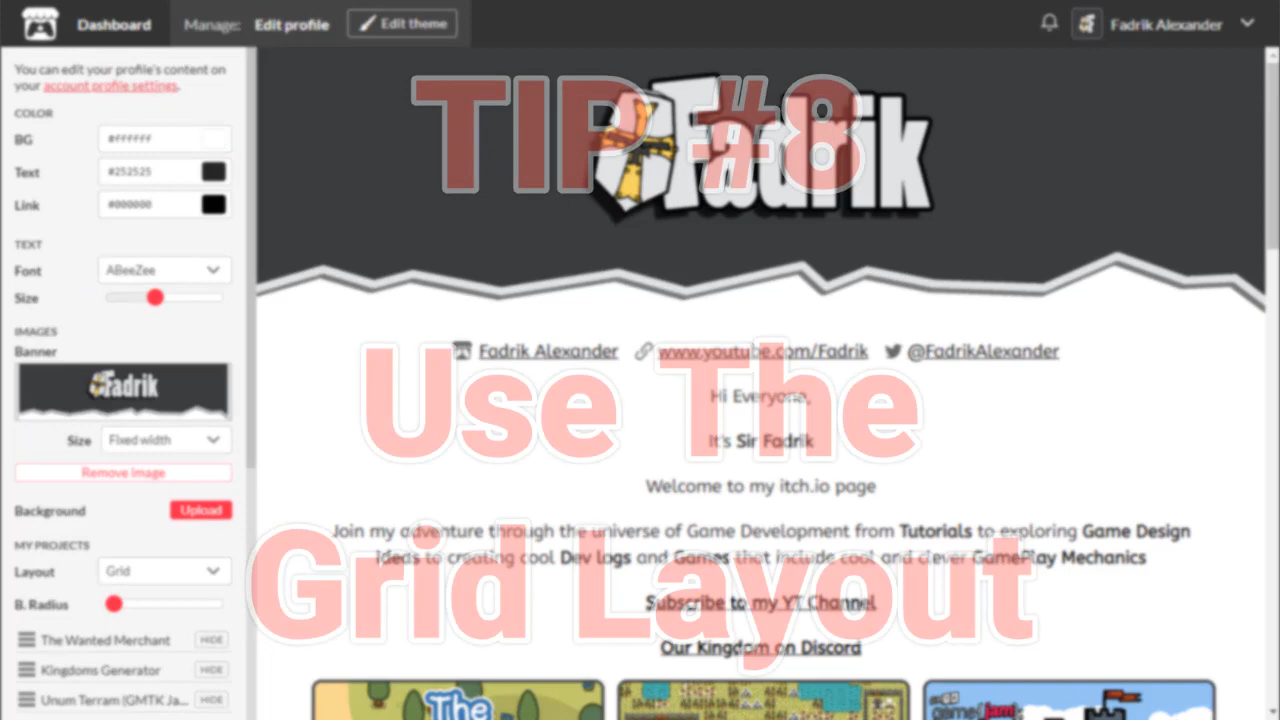 Dashboard
Manage:
Edit profile
Edit theme
Fadrik Alexander
You can edit your profile's content on
your account profile settings.
COLOR
BG
#ffffff
Text
#252525
Link
#000000
TEXT
Font
ABeeZee
Size
IMAGES
Banner
Fadrik
Size
Fixed width
Remove Image
Background
Upload
MY PROJECTS
Layout
Grid
B. Radius
The Wanted Merchant
HIDE
Kingdoms Generator
HIDE
Unum Terram (GMTK Ja...
HIDE
TIP #8
Fadrik
Fadrik Alexander
www.youtube.com/Fadrik
@FadrikAlexander
Use The
Hi Everyone,
It's Sir Fadrik
Welcome to my itch.io page
Join my adventure through the universe of Game Development from Tutorials to exploring Game Design
Ideas to creating cool Dev logs and Games that include cool and clever GamePlay Mechanics
Grid Layout
Subscribe to my YT Channel
Our Kingdom on Discord
The
game
jam